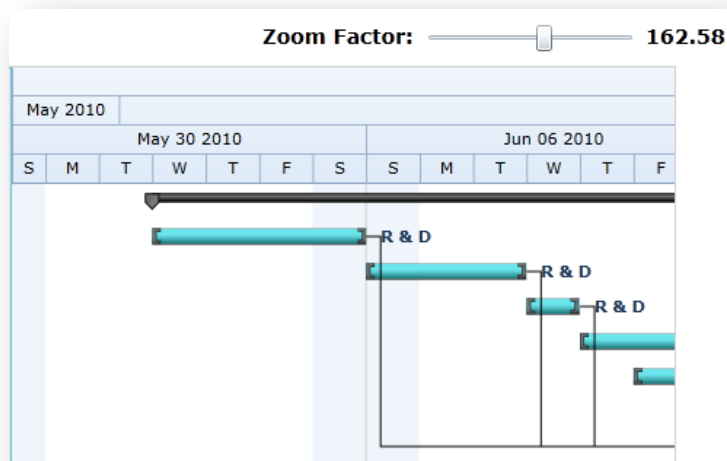 Zoom Factor: 162.58
May 2010
May 30 2010 Jun 06 2010
S M T W T F S S M T W T F
R & D
R & D
R & D